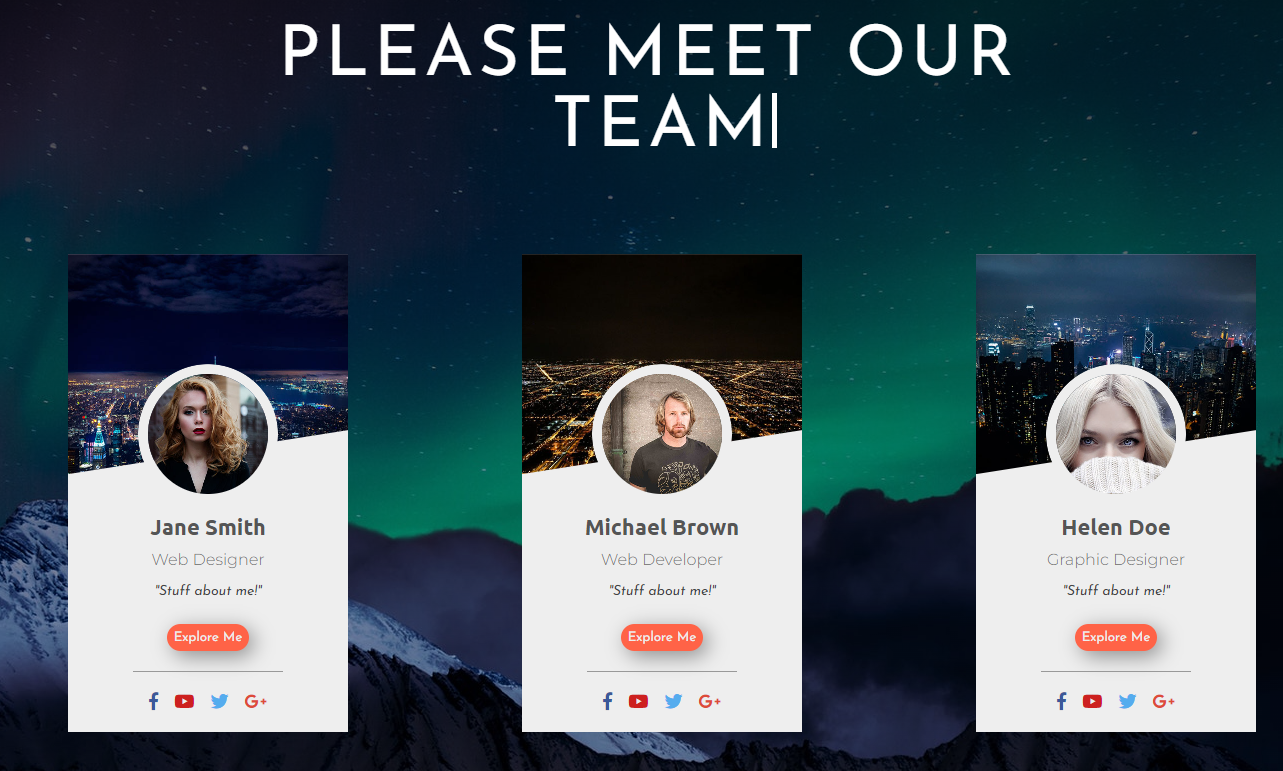 PLEASE MEET OUR
TEAM
Jane Smith
Web Designer
"Stuff about me!"
Explore Me
G+
Michael Brown
Web Developer
"Stuff about me!"
Explore Me
G+
Helen Doe
Graphic Designer
"Stuff about me!"
Explore Me
G+